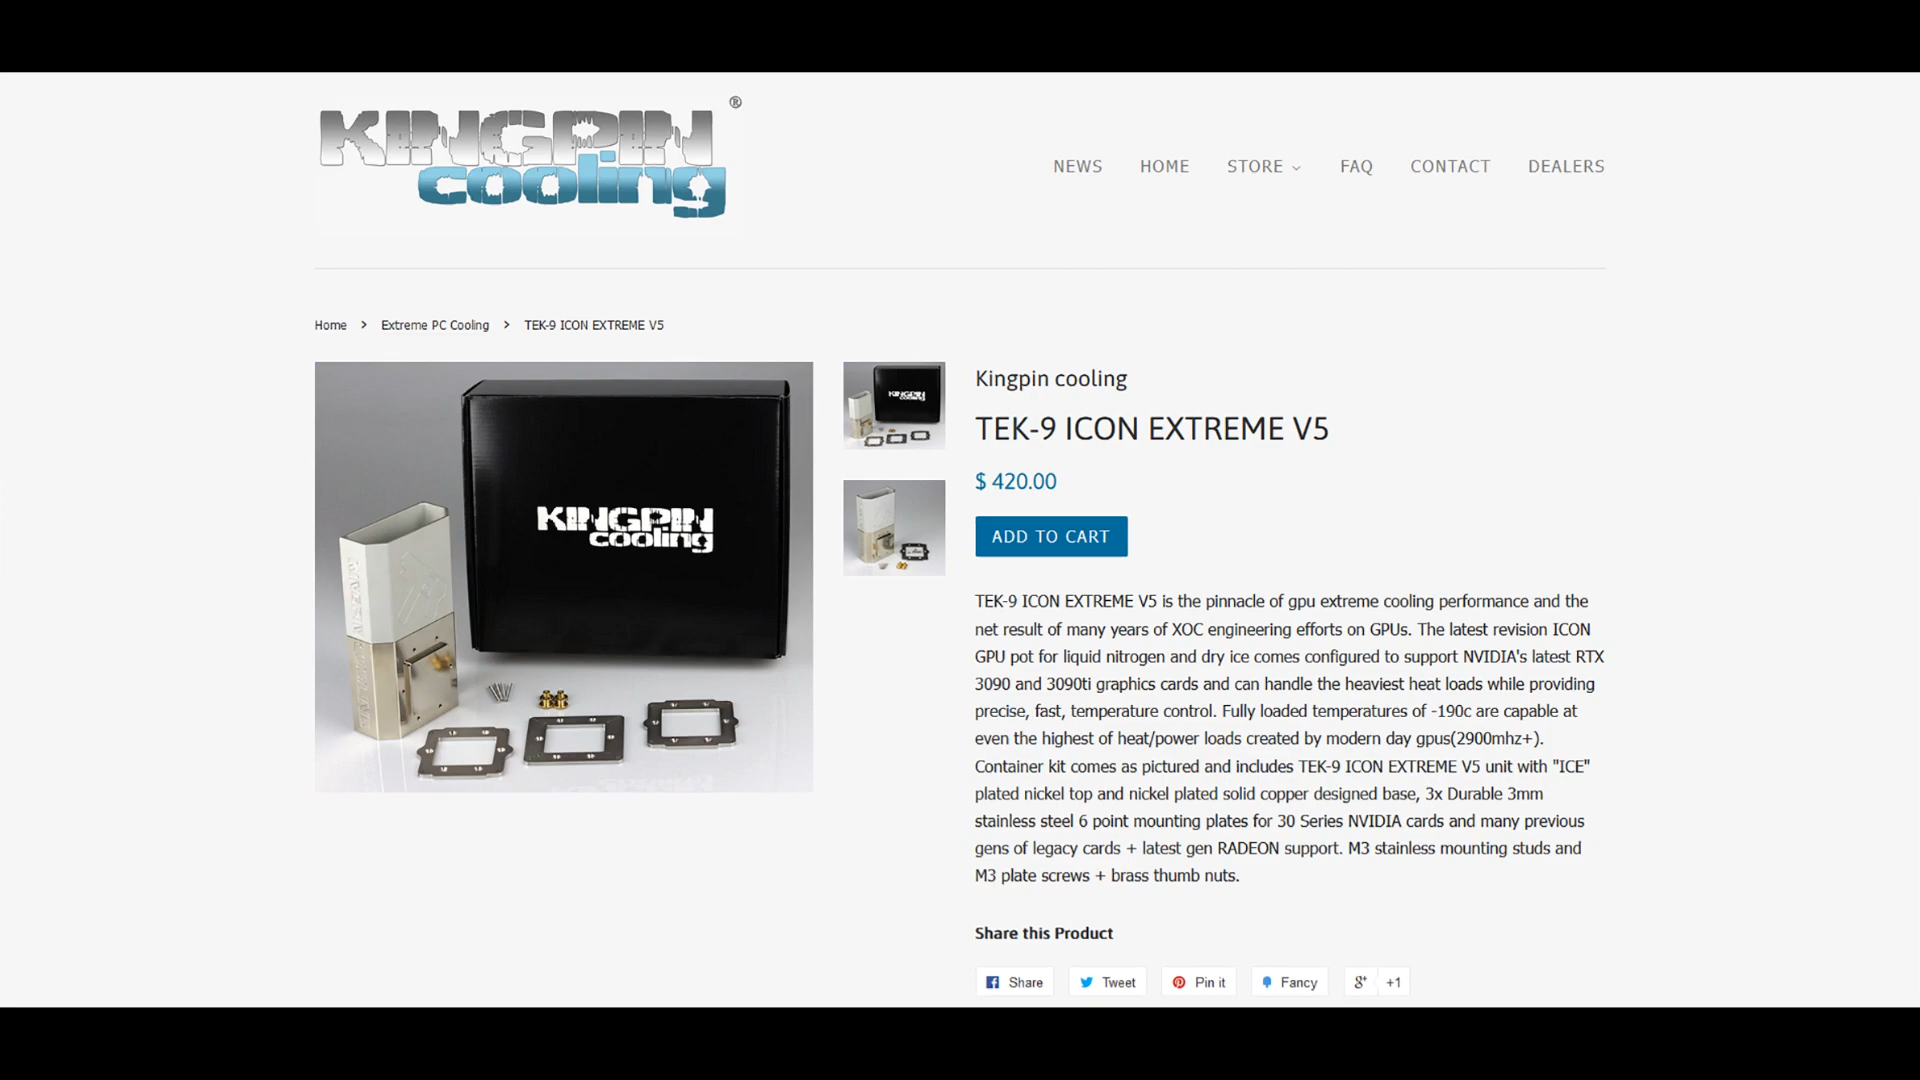 KINGPIN ®
cooling
NEWS HOME STORE FAQ CONTACT DEALERS
Home > Extreme PC Cooling > TEK-9 ICON EXTREME V5
KINGPIN
cooling
KINGPIN
cooling
Kingpin cooling
TEK-9 ICON EXTREME V5
$ 420.00
ADD TO CART
TEK-9 ICON EXTREME V5 is the pinnacle of gpu extreme cooling performance and the
net result of many years of XOC engineering efforts on GPUs. The latest revision ICON
GPU pot for liquid nitrogen and dry ice comes configured to support NVIDIA's latest RTX
3090 and 3090ti graphics cards and can handle the heaviest heat loads while providing
precise, fast, temperature control. Fully loaded temperatures of -190c are capable at
even the highest of heat/power loads created by modern day gpus(2900mhz+).
Container kit comes as pictured and includes TEK-9 ICON EXTREME V5 unit with "ICE"
plated nickel top and nickel plated solid copper designed base, 3x Durable 3mm
stainless steel 6 point mounting plates for 30 Series NVIDIA cards and many previous
gens of legacy cards + latest gen RADEON support. M3 stainless mounting studs and
M3 plate screws + brass thumb nuts.
Share this Product
Share Tweet Pin it Fancy g+ +1